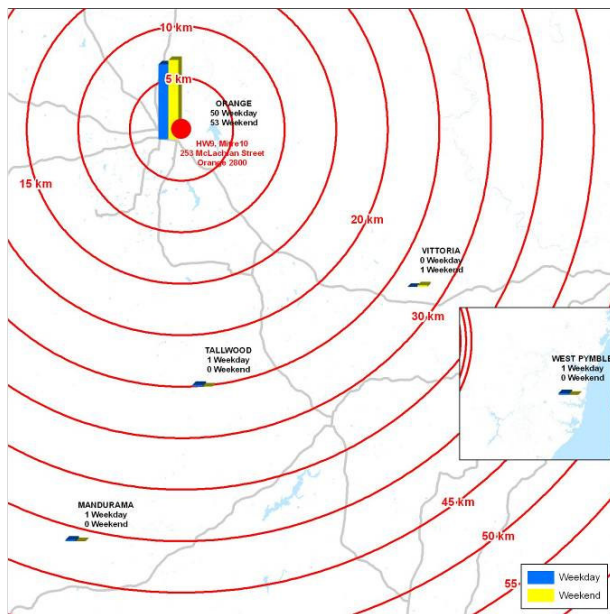 10 km
5 km
ORANGE
50 Weekday
53 Weekend
HW9, Mitre10
253 McLachlan Street
Orange 2800
15 km
20 km
VITTORIA
0 Weekday
1 Weekend
30 km
TALLWOOD
1 Weekday
0 Weekend
WEST PYMBLE
1 Weekday
0 Weekend
MANDURAMA
1 Weekday
0 Weekend
45 km
50 km
55
Weekday
Weekend